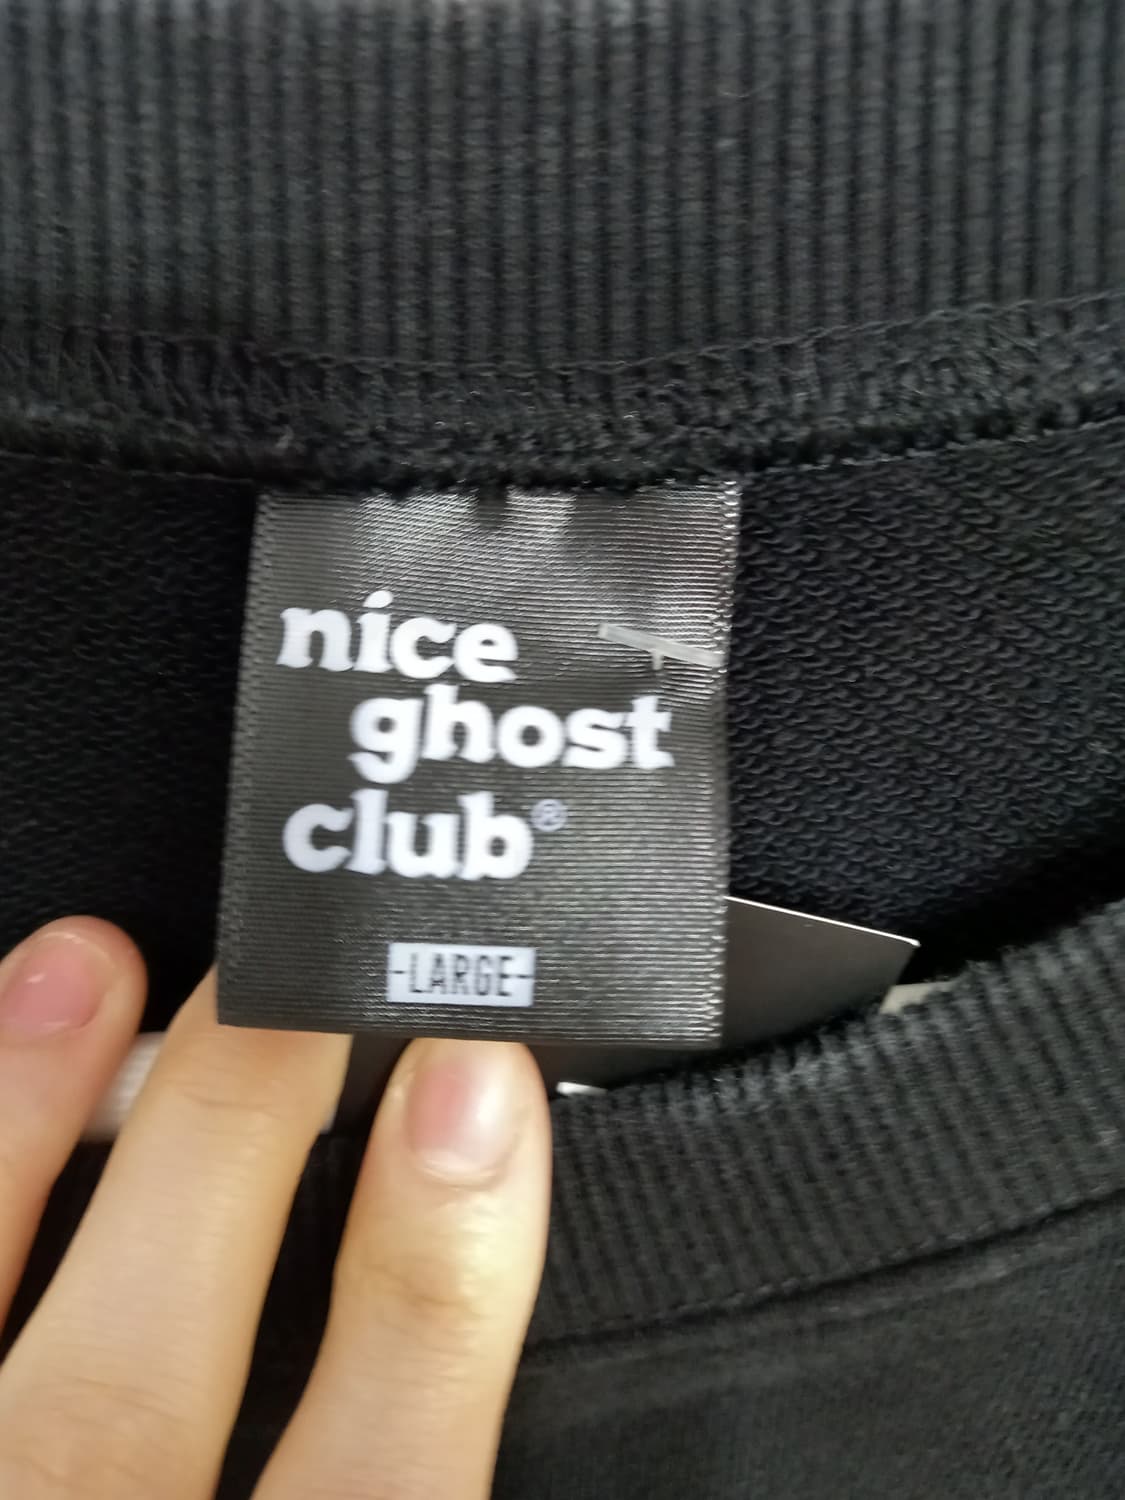 nice
ghost
club®
-LARGE-